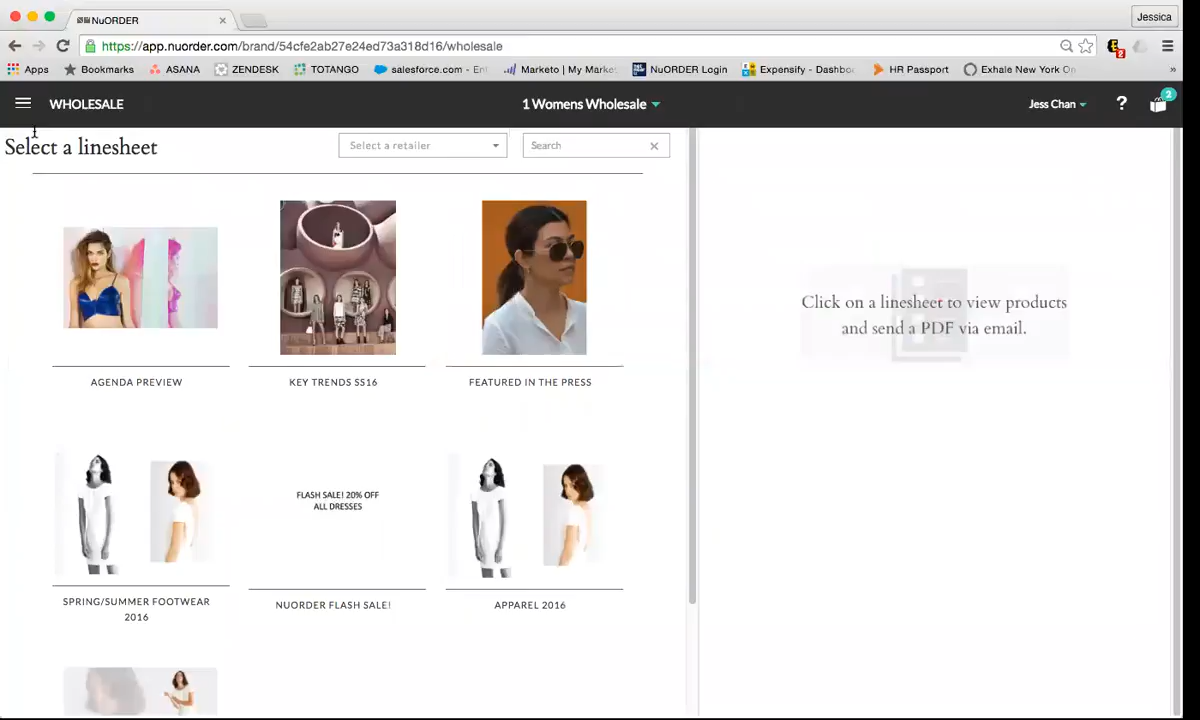 NuORDER
Jessica
https://app.nuorder.com/brand/54cfe2ab27e24ed73a318d16/wholesale
2
Apps Bookmarks ASANA ZENDESK TOTANGO salesforce.com - Ent Marketo | My Market NuORDER Login Expensify - Dashbo HR Passport Exhale New York On »
WHOLESALE 1 Womens Wholesale Jess Chan ? 2
Select a linesheet Select a retailer Search
Click on a linesheet to view products
and send a PDF via email.
AGENDA PREVIEW KEY TRENDS SS16 FEATURED IN THE PRESS
FLASH SALE! 20% OFF
ALL DRESSES
SPRING/SUMMER FOOTWEAR
2016
NUORDER FLASH SALE! APPAREL 2016